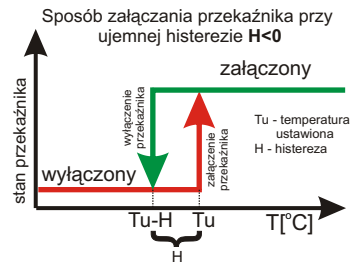 Sposób załączania przekaźnika przy
ujemnej histerezie H<0
załączony
wyłączenie
przekaźnika
załączenie
przekaźnika
Tu - temperatura
ustawiona
H - histereza
stan przekaźnika
wyłączony
Tu-H
Tu
T[°C]
H